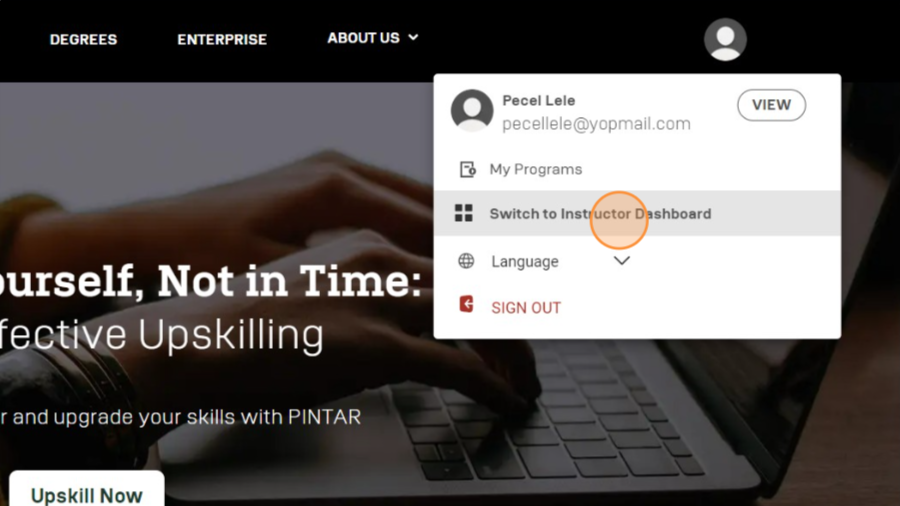 DEGREES
ENTERPRISE
ABOUT US
Pecel Lele
VIEW
pecellele@yopmail.com
My Programs
Switch to Instructor Dashboard
Language
SIGN OUT
ourself, Not in Time:
fective Upskilling
r and upgrade your skills with PINTAR
Upskill Now